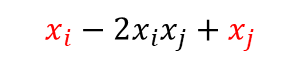 𝑥ᵢ − 2𝑥ᵢ𝑥ⱼ + 𝑥ⱼ